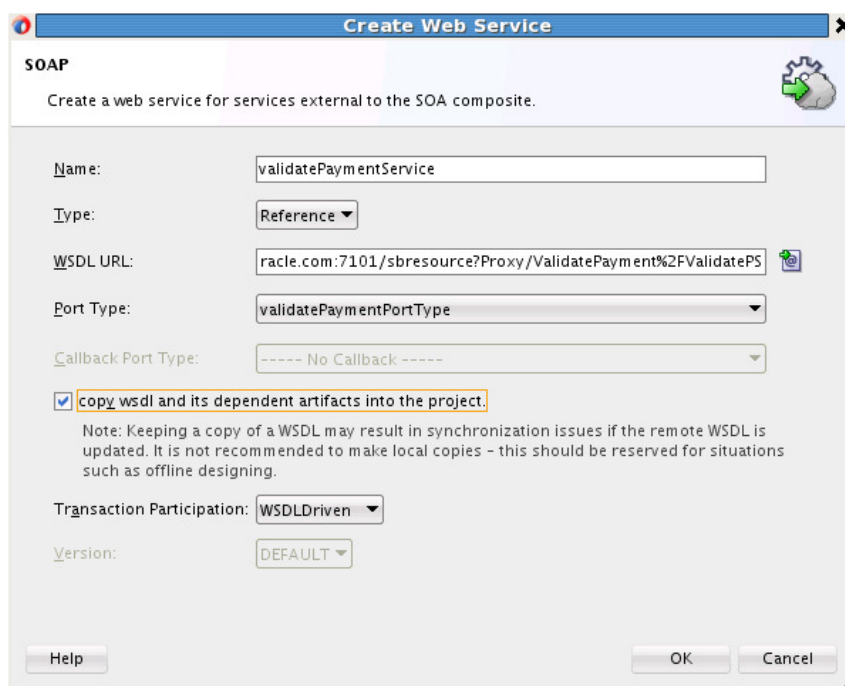 Create Web Service
SOAP
Create a web service for services external to the SOA composite.
Name: validatePaymentService
Type: Reference
WSDL URL: racle.com:7101/sbresource?Proxy/ValidatePayment%2FValidatePS
Port Type: validatePaymentPortType
Callback Port Type: ----- No Callback -----
copy wsdl and its dependent artifacts into the project.
Note: Keeping a copy of a WSDL may result in synchronization issues if the remote WSDL is
updated. It is not recommended to make local copies - this should be reserved for situations
such as offline designing.
Transaction Participation: WSDLDriven
Version: DEFAULT
Help OK Cancel